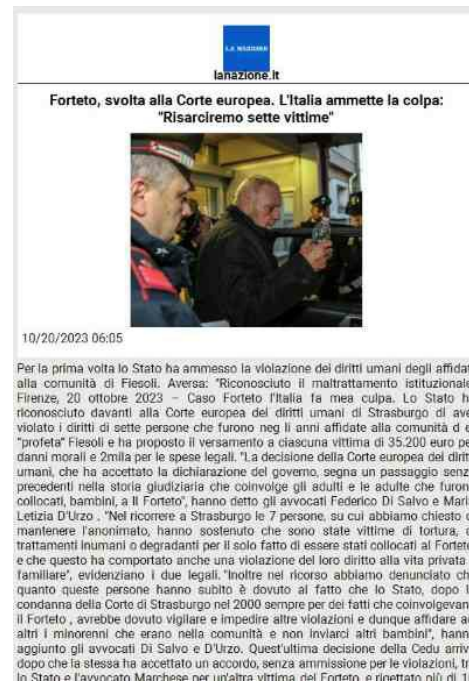 LA NAZIONE
lanazione.it
Forteto, svolta alla Corte europea. L'Italia ammette la colpa:
"Risarciremo sette vittime"
10/20/2023 06:05
Per la prima volta lo Stato ha ammesso la violazione dei diritti umani degli affidat
alla comunità di Fiesoli. Aversa: "Riconosciuto il maltrattamento istituzionale
Firenze, 20 ottobre 2023 – Caso Forteto l'Italia fa mea culpa. Lo Stato h
riconosciuto davanti alla Corte europea dei diritti umani di Strasburgo di ave
violato i diritti di sette persone che furono neg li anni affidate alla comunità d e
"profeta" Fiesoli e ha proposto il versamento a ciascuna vittima di 35.200 euro pe
danni morali e 2mila per le spese legali. "La decisione della Corte europea dei diritt
umani, che ha accettato la dichiarazione del governo, segna un passaggio senz
precedenti nella storia giudiziaria che coinvolge gli adulti e le adulte che furon
collocati, bambini, a Il Forteto", hanno detto gli avvocati Federico Di Salvo e Mari
Letizia D'Urzo . "Nel ricorrere a Strasburgo le 7 persone, su cui abbiamo chiesto d
mantenere l'anonimato, hanno sostenuto che sono state vittime di tortura, o
trattamenti inumani o degradanti per il solo fatto di essere stati collocati al Forteto
e che questo ha comportato anche una violazione del loro diritto alla vita privata
familiare", evidenziano i due legali. "Inoltre nel ricorso abbiamo denunciato ch
quanto queste persone hanno subito è dovuto al fatto che lo Stato, dopo l
condanna della Corte di Strasburgo nel 2000 sempre per dei fatti che coinvolgevan
il Forteto , avrebbe dovuto vigilare e impedire altre violazioni e dunque affidare a
altri i minorenni che erano nella comunità e non inviarci altri bambini", hann
aggiunto gli avvocati Di Salvo e D'Urzo. Quest'ultima decisione della Cedu arriv
dopo che la stessa ha accettato un accordo, senza ammissione per le violazioni, tr
lo Stato e l'avvocato Marchese per un'altra vittima del Forteto, e rigettato più di 1